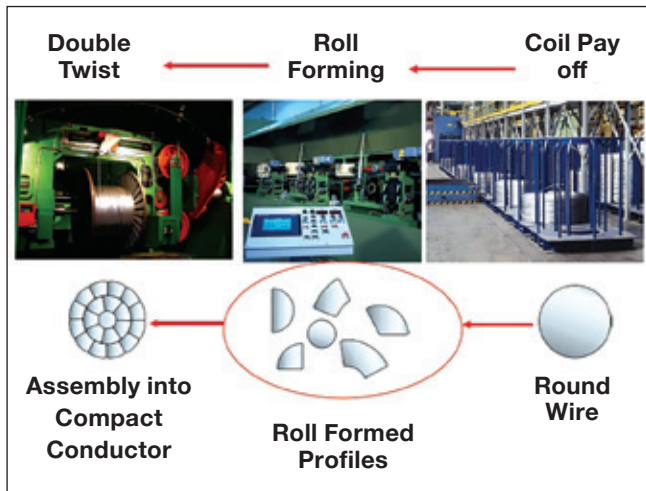 Double
Twist
Roll
Forming
Coil Pay
off
Assembly into
Compact
Conductor
Roll Formed
Profiles
Round
Wire